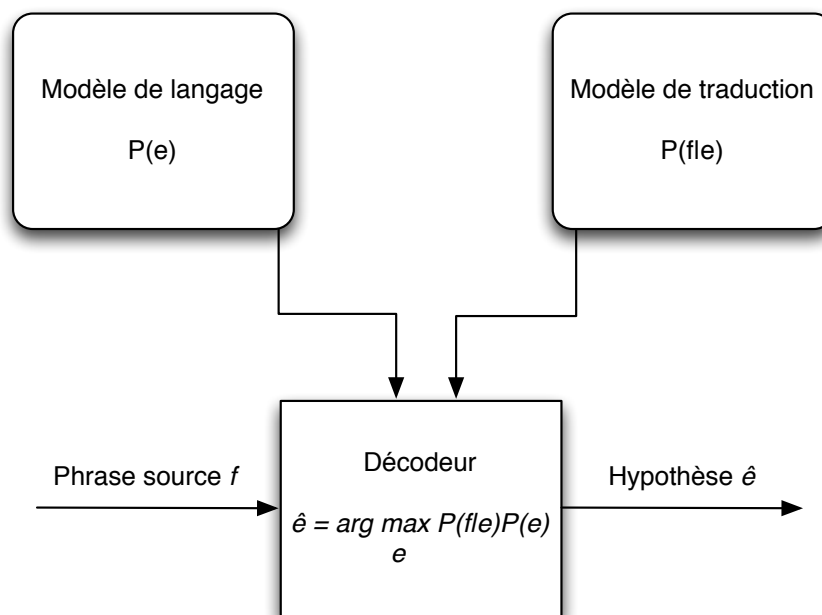 Modèle de langage
P(e)
Modèle de traduction
P(f|e)
Phrase source f
Décodeur
ê = arg max P(f|e)P(e)
e
Hypothèse ê